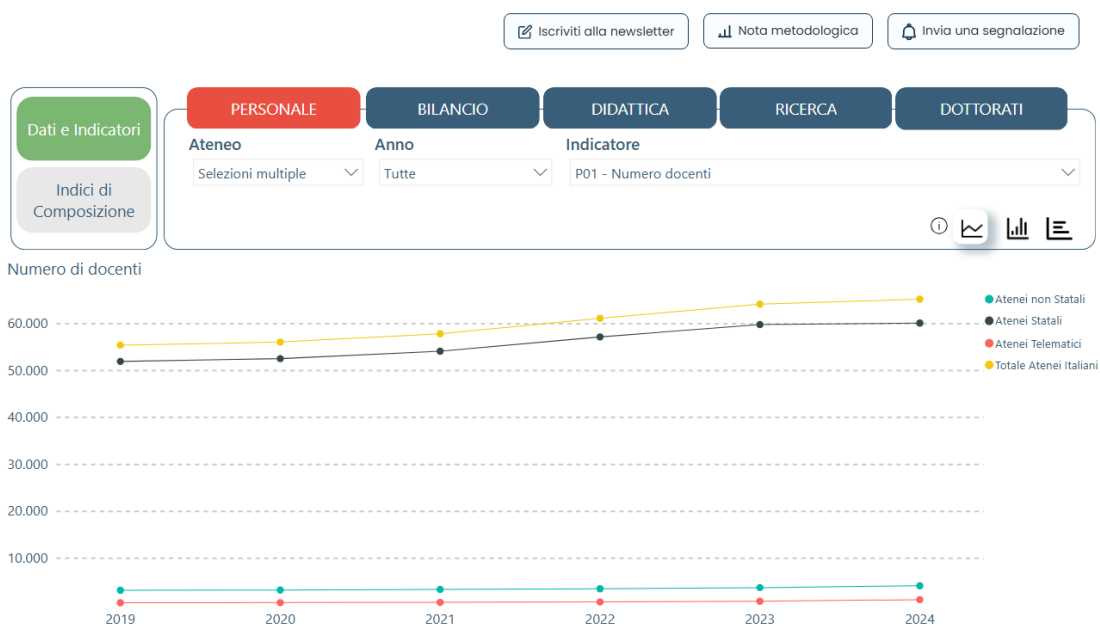 Iscriviti alla newsletter
Nota metodologica
Invia una segnalazione
Dati e Indicatori
Indici di
Composizione
PERSONALE
BILANCIO
DIDATTICA
RICERCA
DOTTORATI
Ateneo
Anno
Indicatore
Selezioni multiple
Tutte
P01 - Numero docenti
Numero di docenti
Atenei non Statali
Atenei Statali
Atenei Telematici
Totale Atenei Italiani
60.000
50.000
40.000
30.000
20.000
10.000
2019
2020
2021
2022
2023
2024